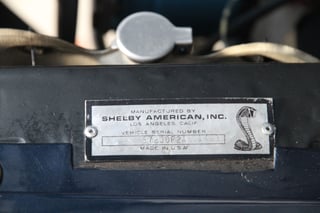 MANUFACTURED BY
SHELBY AMERICAN, INC.
LOS ANGELES, CALIF.
VEHICLE SERIAL NUMBER
MADE IN U.S.A.